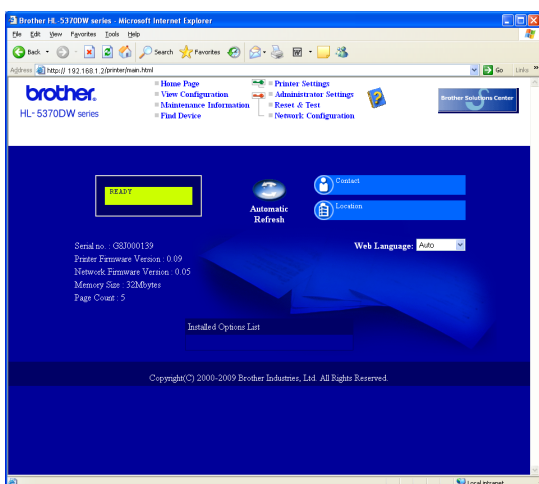 Brother HL-5370DW series - Microsoft Internet Explorer
File Edit View Favorites Tools Help
Back Search Favorites
Address http://192.168.1.2/printer/main.html Go Links »
brother.
HL-5370DW series
Home Page
View Configuration
Maintenance Information
Find Device
Printer Settings
Administrator Settings
Reset & Test
Network Configuration
Brother Solutions Center
READY
Automatic
Refresh
Contact
Location
Serial no. : G8J000139
Printer Firmware Version : 0.09
Network Firmware Version : 0.05
Memory Size : 32Mbytes
Page Count : 5
Web Language: Auto
Installed Options List
Copyright(C) 2000-2009 Brother Industries, Ltd. All Rights Reserved.
Local intranet